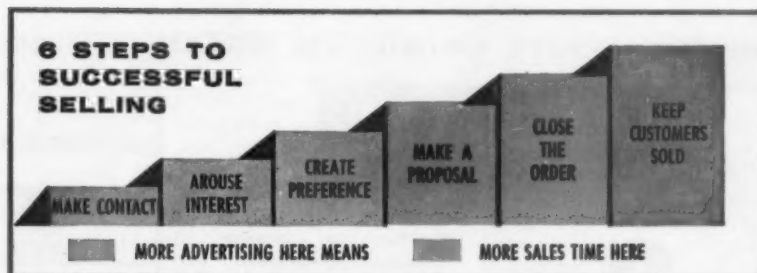 6 STEPS TO
SUCCESSFUL
SELLING
MAKE CONTACT
AROUSE
INTEREST
CREATE
PREFERENCE
MAKE A
PROPOSAL
CLOSE
THE
ORDER
KEEP
CUSTOMERS
SOLD
MORE ADVERTISING HERE MEANS
MORE SALES TIME HERE